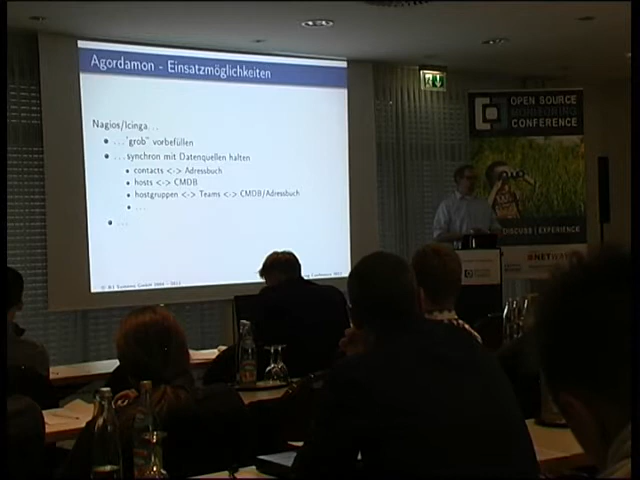 Agordamon - Einsatzmöglichkeiten
Nagios/Icinga...
• ..."grob" vorbefüllen
• ...synchron mit Datenquellen halten
• contacts <-> Adressbuch
• hosts <-> CMDB
• hostgruppen <-> Teams <-> CMDB/Adressbuch
• ...
• ...
OPEN SOURCE
MONITORING
CONFERENCE
DISCUSS | EXPERIENCE